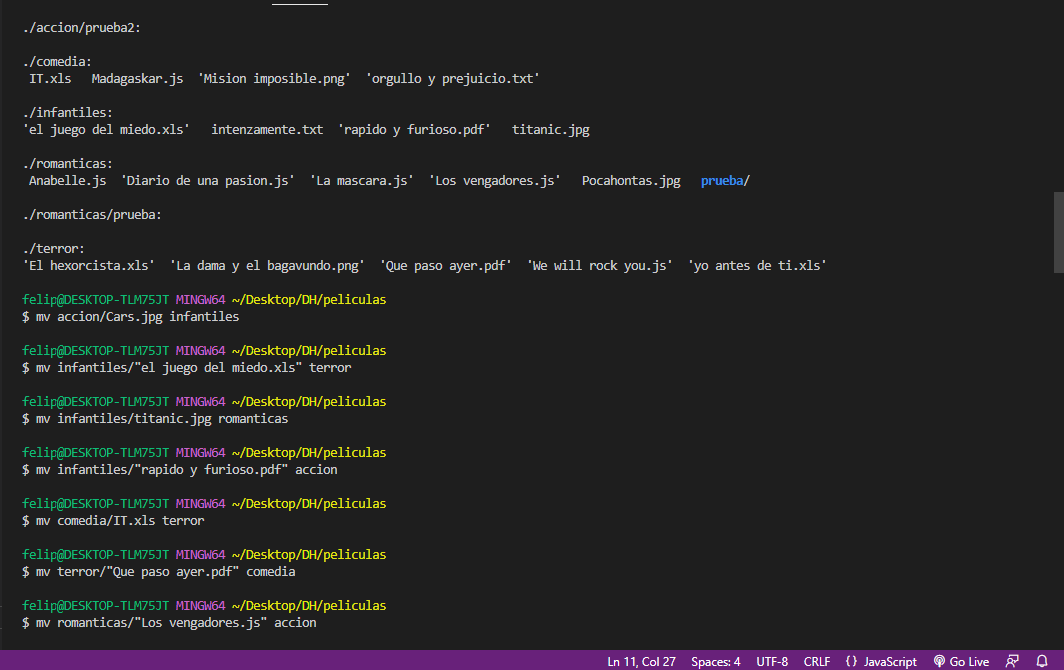 ./accion/prueba2:
./comedia:
IT.xls   Madagaskar.js  'Mision imposible.png'  'orgullo y prejuicio.txt'
./infantiles:
'el juego del miedo.xls'   intenzamente.txt  'rapido y furioso.pdf'   titanic.jpg
./romanticas:
Anabelle.js  'Diario de una pasion.js'  'La mascara.js'  'Los vengadores.js'   Pocahontas.jpg   prueba/
./romanticas/prueba:
./terror:
'El hexorcista.xls'  'La dama y el bagavundo.png'  'Que paso ayer.pdf'  'We will rock you.js'  'yo antes de ti.xls'
felip@DESKTOP-TLM75JT MINGW64 ~/Desktop/DH/peliculas
$ mv accion/Cars.jpg infantiles
felip@DESKTOP-TLM75JT MINGW64 ~/Desktop/DH/peliculas
$ mv infantiles/"el juego del miedo.xls" terror
felip@DESKTOP-TLM75JT MINGW64 ~/Desktop/DH/peliculas
$ mv infantiles/titanic.jpg romanticas
felip@DESKTOP-TLM75JT MINGW64 ~/Desktop/DH/peliculas
$ mv infantiles/"rapido y furioso.pdf" accion
felip@DESKTOP-TLM75JT MINGW64 ~/Desktop/DH/peliculas
$ mv comedia/IT.xls terror
felip@DESKTOP-TLM75JT MINGW64 ~/Desktop/DH/peliculas
$ mv terror/"Que paso ayer.pdf" comedia
felip@DESKTOP-TLM75JT MINGW64 ~/Desktop/DH/peliculas
$ mv romanticas/"Los vengadores.js" accion
Ln 11, Col 27   Spaces: 4   UTF-8   CRLF   {} JavaScript   Go Live